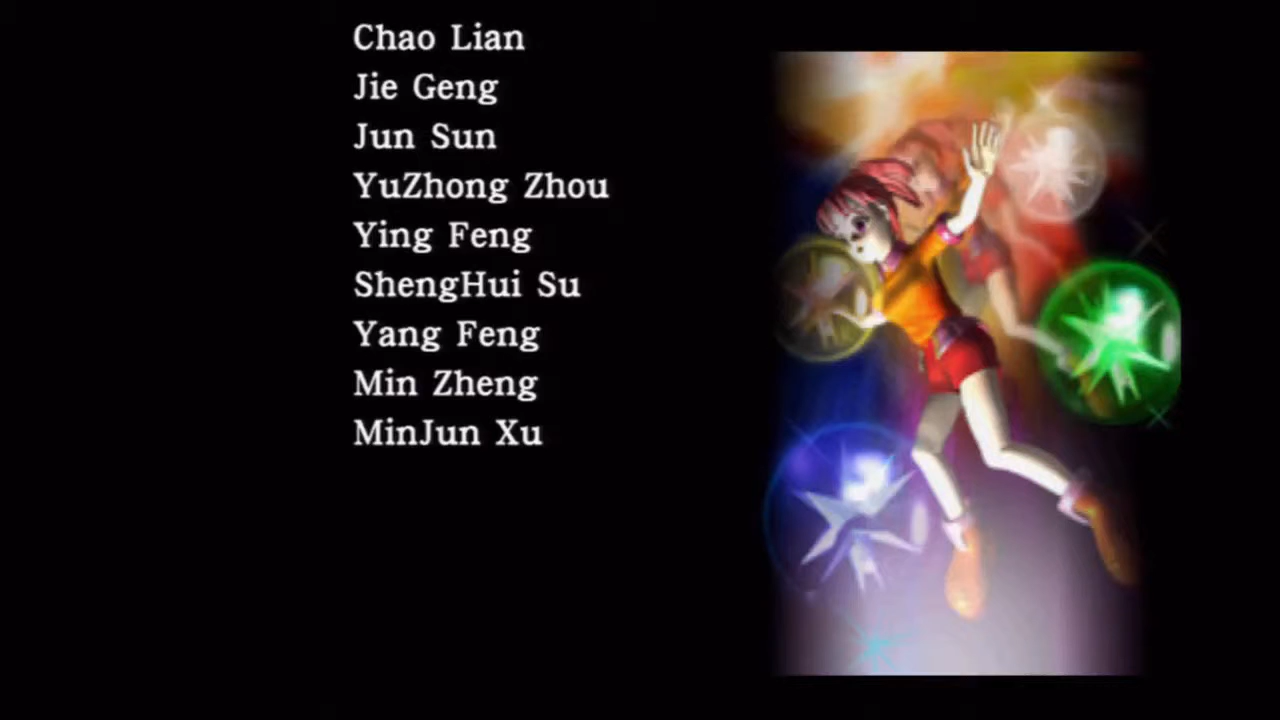 Chao Lian
Jie Geng
Jun Sun
YuZhong Zhou
Ying Feng
ShengHui Su
Yang Feng
Min Zheng
MinJun Xu